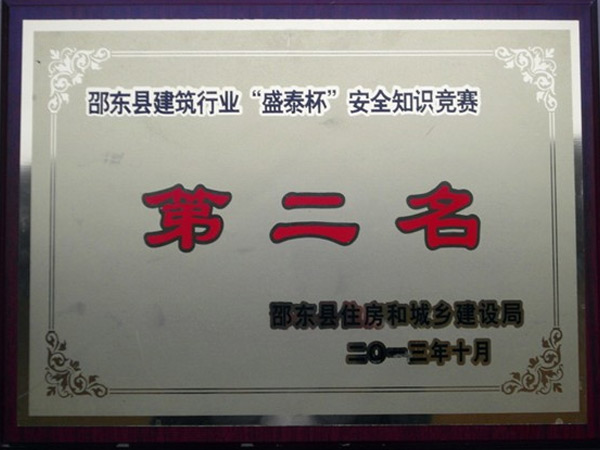 邵东县建筑行业“盛泰杯”安全知识竞赛
第二名
邵东县住房和城乡建设局
二〇一三年十月